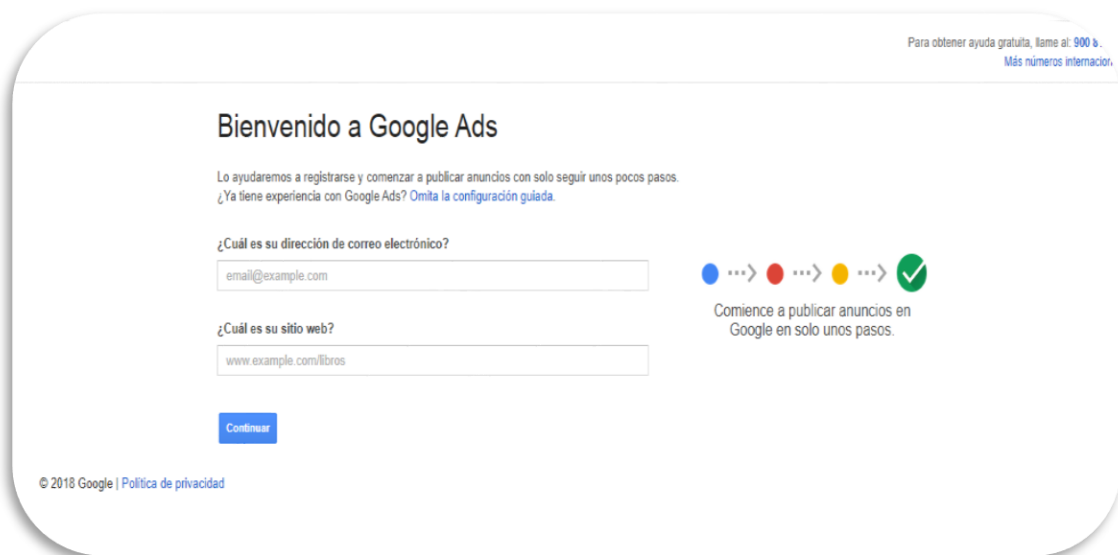 Para obtener ayuda gratuita, llame al: 900 8
Más números
Bienvenido a Google Ads
Lo ayudaremos a registrarse y comenzar a publicar anuncios con solo seguir unos pocos pasos.
¿Ya tiene experiencia con Google Ads? Omita la configuración guiada.
¿Cuál es su dirección de correo electrónico?
email@example.com
Comience a publicar anuncios en
Google en solo unos pasos.
¿Cuál es su sitio web?
www.example.com/libros
Continuar
© 2018 Google | Política de privacidad